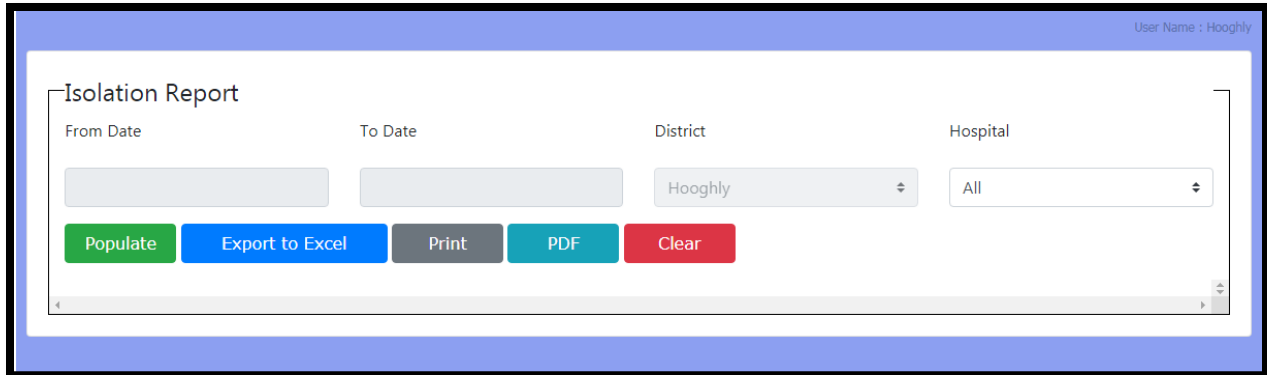 User Name : Hooghly
Isolation Report
From Date To Date District Hospital
Hooghly All
Populate Export to Excel Print PDF Clear